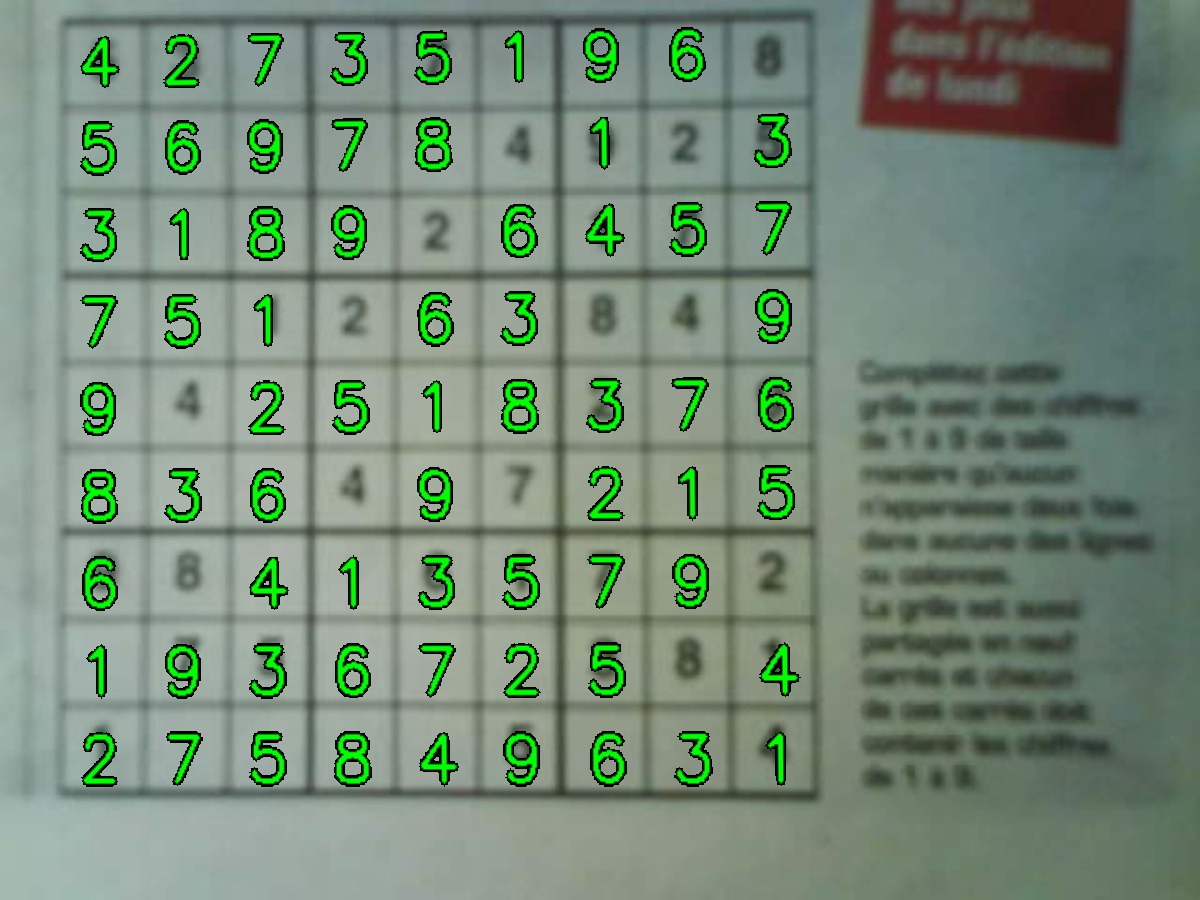 des jeux
dans l'édition
de lundi
4 2 7 3 5 1 9 6 8
5 6 9 7 8 4 1 2 3
3 1 8 9 2 6 4 5 7
7 5 1 2 6 3 8 4 9
9 4 2 5 1 8 3 7 6
8 3 6 4 9 7 2 1 5
6 8 4 1 3 5 7 9 2
1 9 3 6 7 2 5 8 4
2 7 5 8 4 9 6 3 1
Complétez cette
grille avec des chiffres
de 1 à 9 de telle
manière qu'aucun
n'apparaisse deux fois
dans aucune des lignes
ou colonnes.
La grille est aussi
partagée en neuf
carrés et chacun
de ces carrés doit
contenir les chiffres
de 1 à 9.